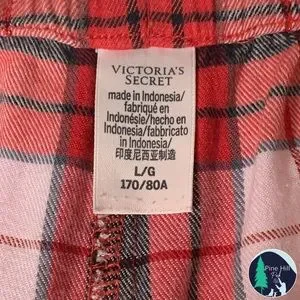 VICTORIA'S
SECRET
made in Indonesia/
fabriqué en
Indonésie/hecho en
Indonesia/fabbricato
in Indonesia/
印度尼西亚制造
L/G
170/80A
Pine Hill